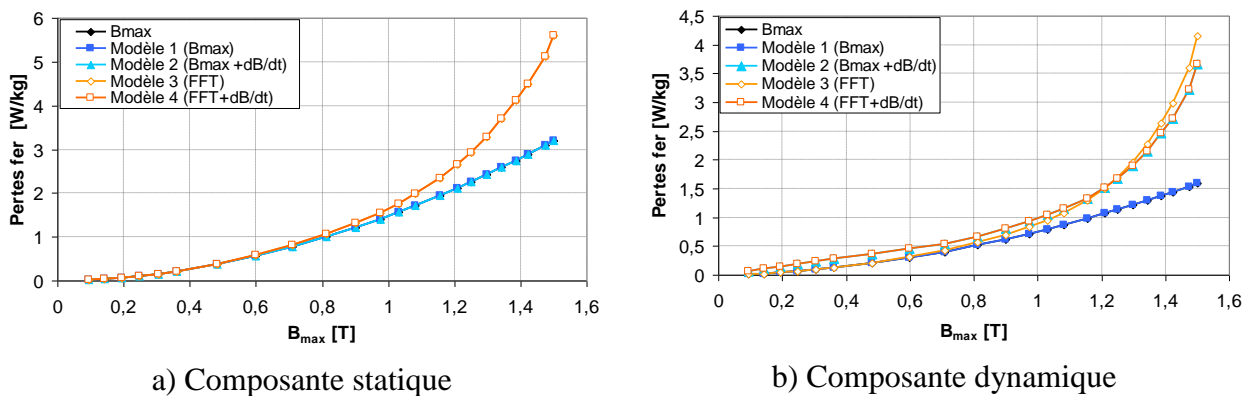 Pertes fer [W/kg]
6
5
4
3
2
1
0
Bmax
Modèle 1 (Bmax)
Modèle 2 (Bmax +dB/dt)
Modèle 3 (FFT)
Modèle 4 (FFT+dB/dt)
0 0,2 0,4 0,6 0,8 1 1,2 1,4 1,6
Bmax [T]
a) Composante statique
Pertes fer [W/kg]
4,5
4
3,5
3
2,5
2
1,5
1
0,5
0
Bmax
Modèle 1 (Bmax)
Modèle 2 (Bmax +dB/dt)
Modèle 3 (FFT)
Modèle 4 (FFT+dB/dt)
0 0,2 0,4 0,6 0,8 1 1,2 1,4 1,6
Bmax [T]
b) Composante dynamique